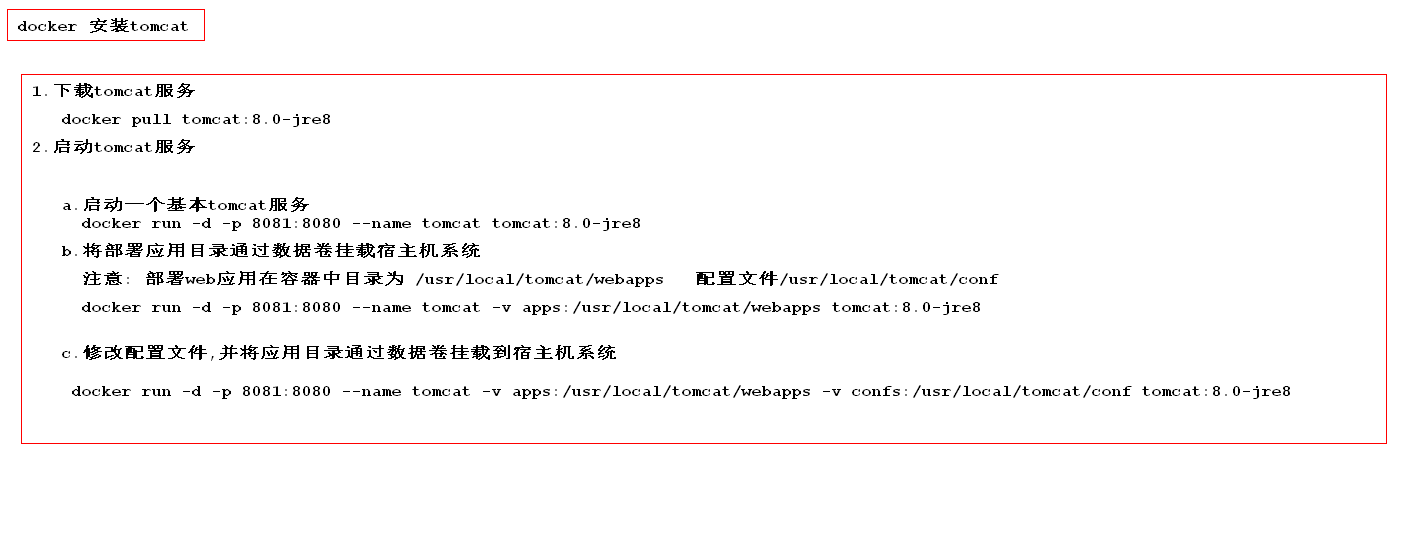 docker 安装tomcat
1.下载tomcat服务
docker pull tomcat:8.0-jre8
2.启动tomcat服务
a.启动一个基本tomcat服务
docker run -d -p 8081:8080 --name tomcat tomcat:8.0-jre8
b.将部署应用目录通过数据卷挂载宿主机系统
注意: 部署web应用在容器中目录为 /usr/local/tomcat/webapps 配置文件/usr/local/tomcat/conf
docker run -d -p 8081:8080 --name tomcat -v apps:/usr/local/tomcat/webapps tomcat:8.0-jre8
c.修改配置文件,并将应用目录通过数据卷挂载到宿主机系统
docker run -d -p 8081:8080 --name tomcat -v apps:/usr/local/tomcat/webapps -v confs:/usr/local/tomcat/conf tomcat:8.0-jre8